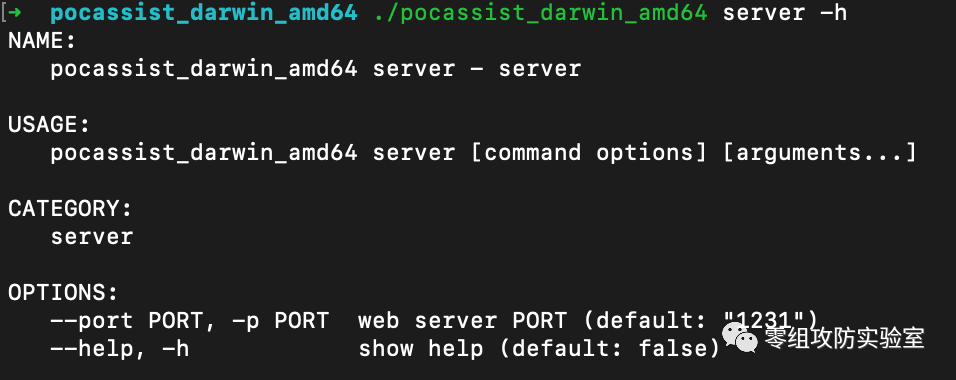 [➜ pocassist_darwin_amd64 ./pocassist_darwin_amd64 server -h
NAME:
pocassist_darwin_amd64 server - server
USAGE:
pocassist_darwin_amd64 server [command options] [arguments...]
CATEGORY:
server
OPTIONS:
--port PORT, -p PORT web server PORT (default: "1231")
--help, -h show help (default: false)
零组攻防实验室